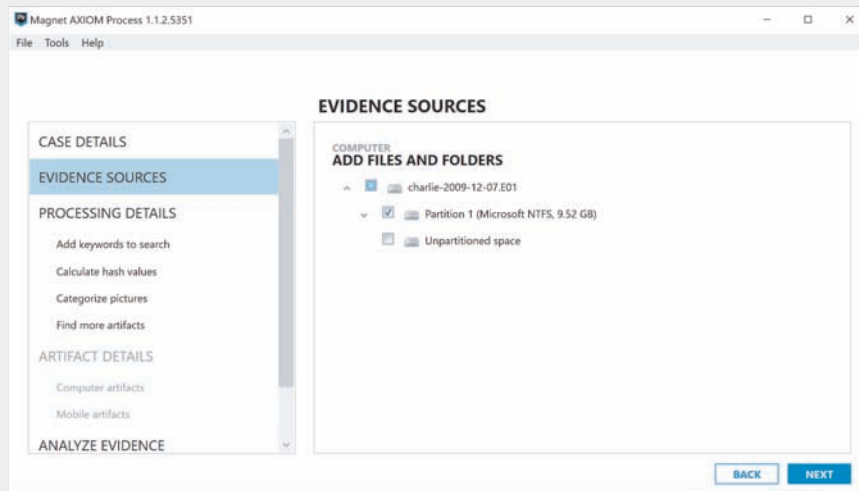 Magnet AXIOM Process 1.1.2.5351
File Tools Help
EVIDENCE SOURCES
CASE DETAILS
EVIDENCE SOURCES
PROCESSING DETAILS
Add keywords to search
Calculate hash values
Categorize pictures
Find more artifacts
ARTIFACT DETAILS
Computer artifacts
Mobile artifacts
ANALYZE EVIDENCE
COMPUTER
ADD FILES AND FOLDERS
charlie-2009-12-07.E01
Partition 1 (Microsoft NTFS, 9.52 GB)
Unpartitioned space
BACK NEXT